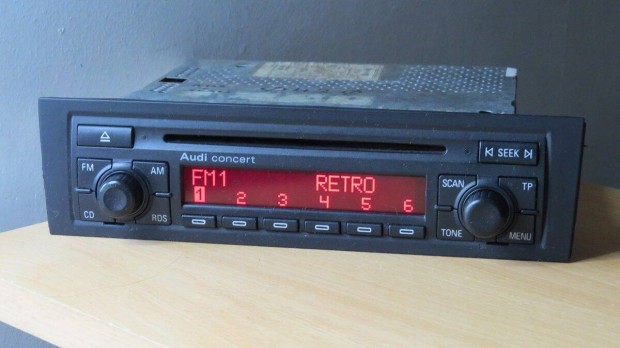 SEEK
Audi concert
FM
AM
FM1 RETRO
SCAN
TP
1 2 3 4 5 6
CD
RDS
TONE
MENU